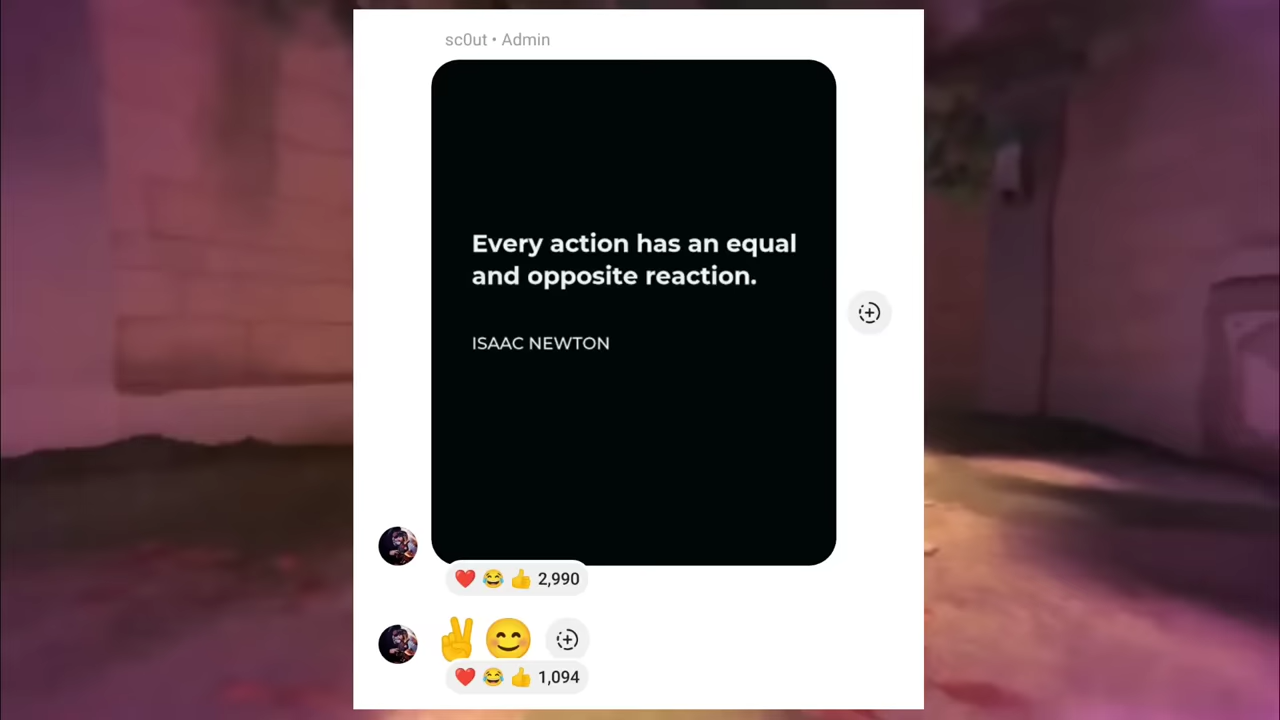 sc0ut • Admin
Every action has an equal
and opposite reaction.
ISAAC NEWTON
❤️ 😂 👍 2,990
✌️ 😊
❤️ 😂 👍 1,094